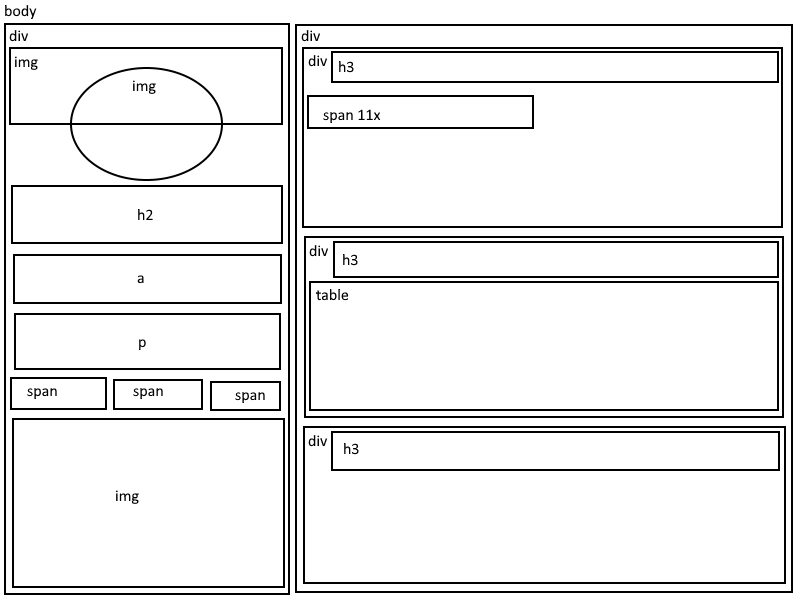 body
div
img
img
h2
a
p
span
span
span
img
div
div
h3
span 11x
div
h3
table
div
h3